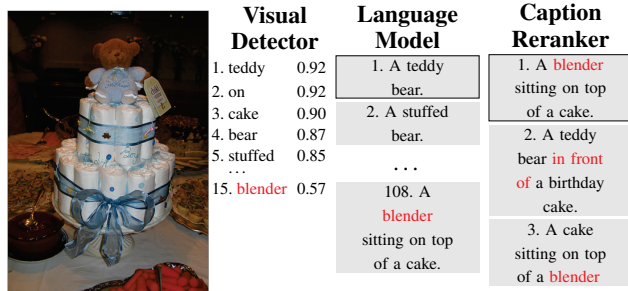 Visual
Detector
1. teddy 0.92
2. on 0.92
3. cake 0.90
4. bear 0.87
5. stuffed 0.85
...
15. blender 0.57
Language
Model
1. A teddy
bear.
2. A stuffed
bear.
...
108. A
blender
sitting on top
of a cake.
Caption
Reranker
1. A blender
sitting on top
of a cake.
2. A teddy
bear in front
of a birthday
cake.
3. A cake
sitting on top
of a blender